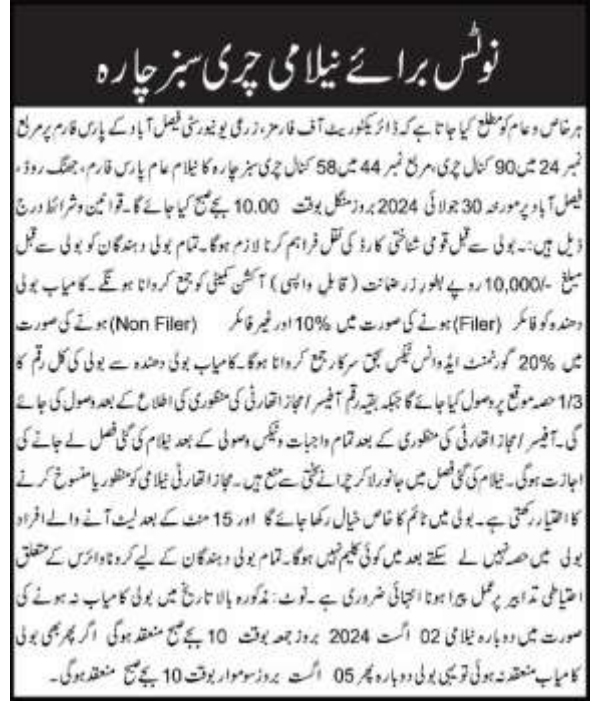 نوٹس برائے نیلامی چری سبز چارہ
ہر خاص و عام کو مطلع کیا جاتا ہے کہ ڈائریکٹوریٹ آف فارمز، زرعی یونیورسٹی فیصل آباد کے پارس فارم پر مربع
نمبر 24 میں 90 کنال چری، مربع نمبر 44 میں 58 کنال چری سبز چارہ کا نیلام عام پارس فارم، جھنگ روڈ،
فیصل آباد پر مورخہ 30 جولائی 2024 بروز منگل بوقت 10.00 بجے صبح کیا جائے گا۔ قوانین و شرائط درج
ذیل ہیں:۔ بولی سے قبل قومی شناختی کارڈ کی نقل فراہم کرنا لازم ہوگا۔ تمام بولی دہندگان کو بولی سے قبل
مبلغ -/10,000 روپے بطور زر ضمانت (قابل واپسی) آکشن کمیٹی کو جمع کروانا ہونگے۔ کامیاب بولی
دھندہ کو فائلر (Filer) ہونے کی صورت میں %10 اور غیر فائلر (Non Filer) ہونے کی صورت
میں %20 گورنمنٹ ایڈوانس ٹیکس بحق سرکار جمع کروانا ہوگا۔ کامیاب بولی دھندہ سے بولی کی کل رقم کا
1/3 حصہ موقع پر وصول کیا جائے گا جبکہ بقیہ رقم آفیسر/مجاز اتھارٹی کی منظوری کی اطلاع کے بعد وصول کی جائے
گی۔ آفیسر/مجاز اتھارٹی کی منظوری کے بعد تمام واجبات و ٹیکس وصولی کے بعد نیلام کی گئی فصل لے جانے کی
اجازت ہوگی۔ نیلام کی گئی فصل میں جانور لا کر چرانے سختی سے منع ہیں۔ مجاز اتھارٹی نیلامی کو منظور یا منسوخ کرنے
کا اختیار رکھتی ہے۔ بولی میں ٹائم کا خاص خیال رکھا جائے گا اور 15 منٹ کے بعد لیٹ آنے والے افراد
بولی میں حصہ نہیں لے سکتے بعد میں کوئی کلیم نہیں ہوگا۔ تمام بولی دہندگان کے لیے کرونا وائرس کے متعلق
احتیاطی تدابیر پر عمل پیرا ہونا انتہائی ضروری ہے۔ نوٹ: مذکورہ بالا تاریخ میں بولی کامیاب نہ ہونے کی
صورت میں دوبارہ نیلامی 02 اگست 2024 بروز جمعہ بوقت 10 بجے صبح منعقد ہوگی اگر پھر بھی بولی
کامیاب منعقد نہ ہوئی تو یہی بولی دوبارہ پھر 05 اگست بروز سوموار بوقت 10 بجے صبح منعقد ہوگی۔